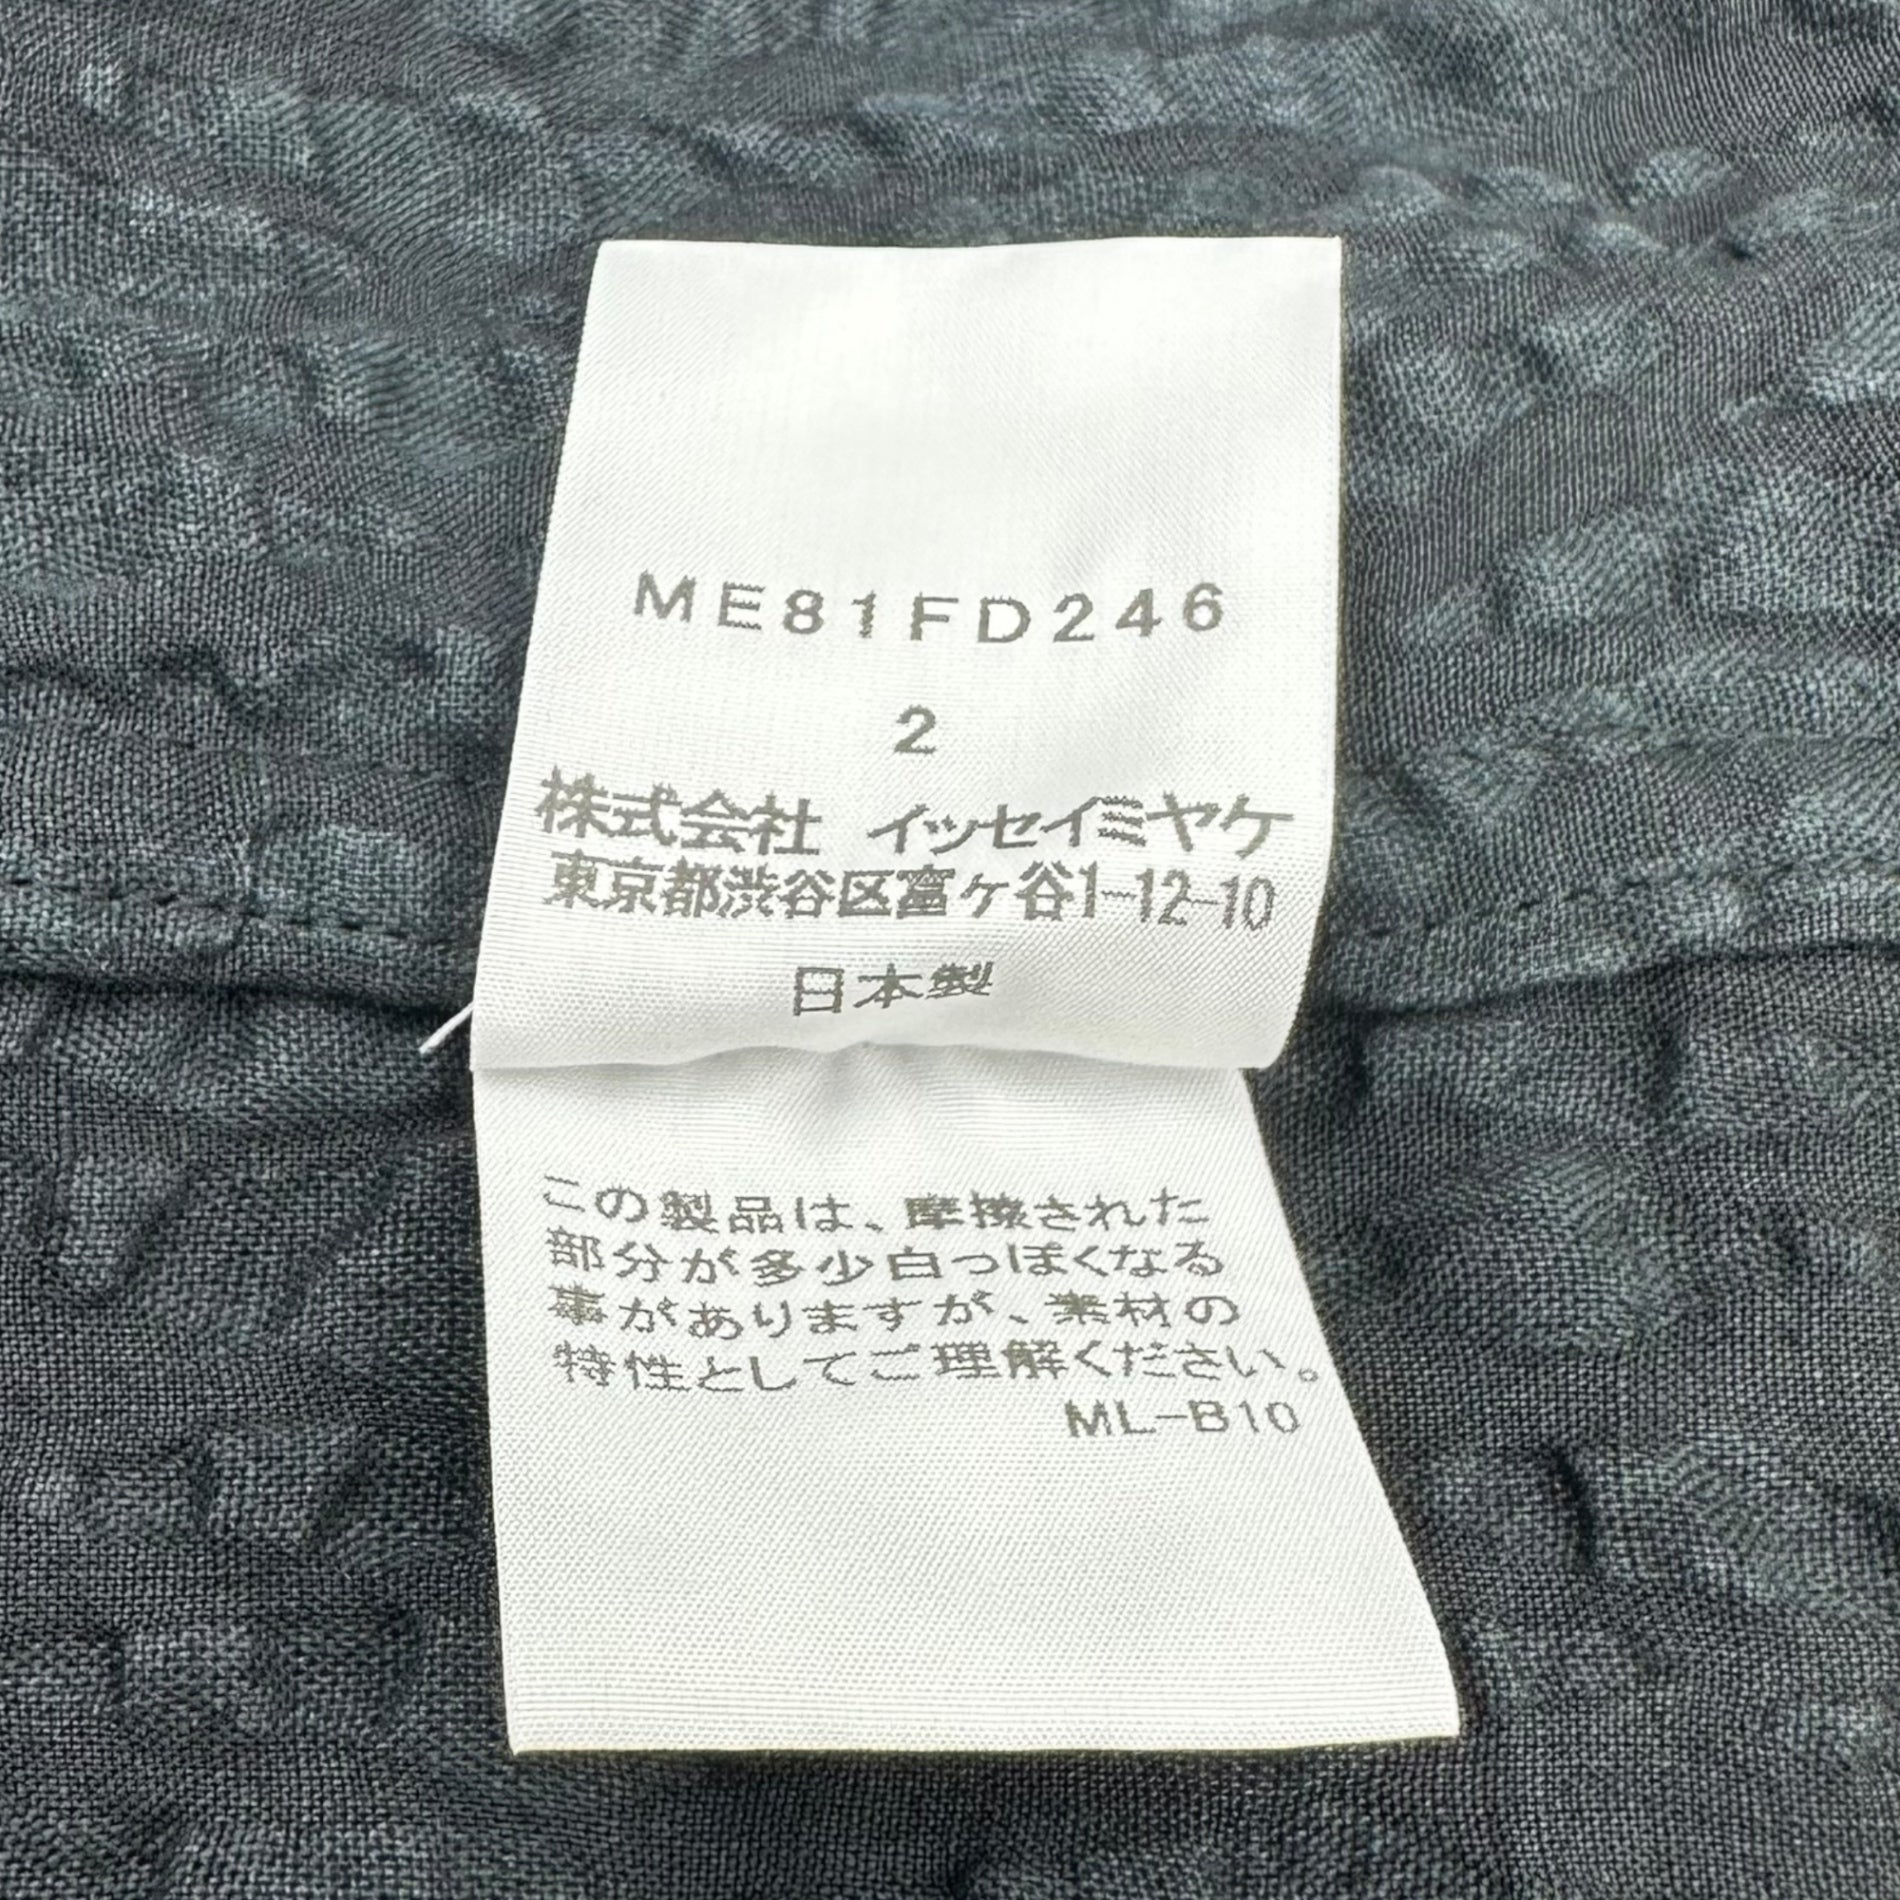 ME81FD246
2
株式会社 イッセイミヤケ
東京都渋谷区富ヶ谷1-12-10
日本製
この製品は、摩擦された
部分が多少白っぽくなる
事がありますが、素材の
特性としてご理解ください。
ML-B10